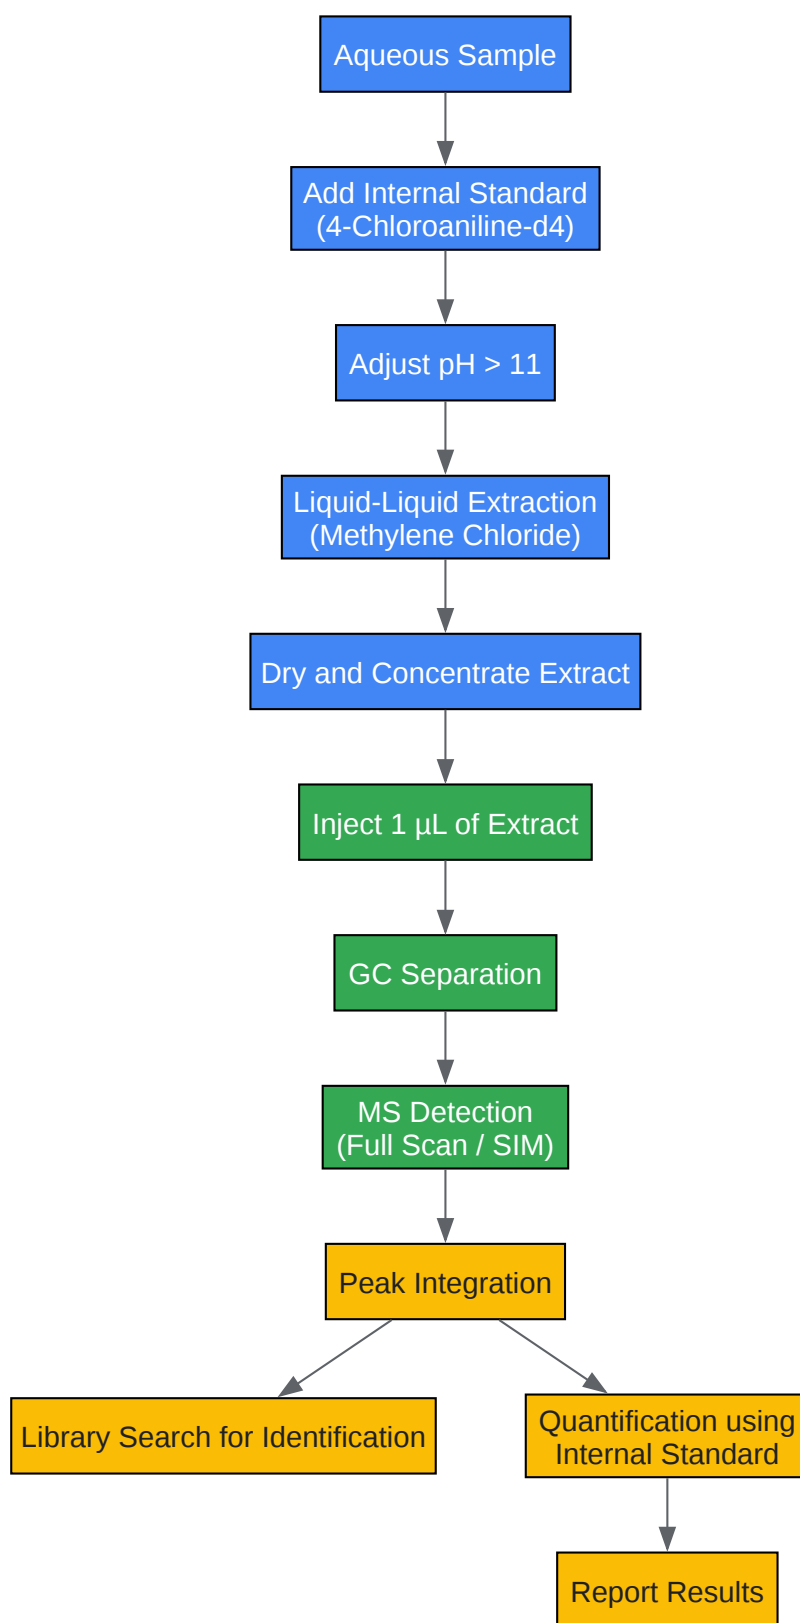 Aqueous Sample
Add Internal Standard
(4-Chloroaniline-d4)
Adjust pH > 11
Liquid-Liquid Extraction
(Methylene Chloride)
Dry and Concentrate Extract
Inject 1 µL of Extract
GC Separation
MS Detection
(Full Scan / SIM)
Peak Integration
Library Search for Identification
Quantification using
Internal Standard
Report Results